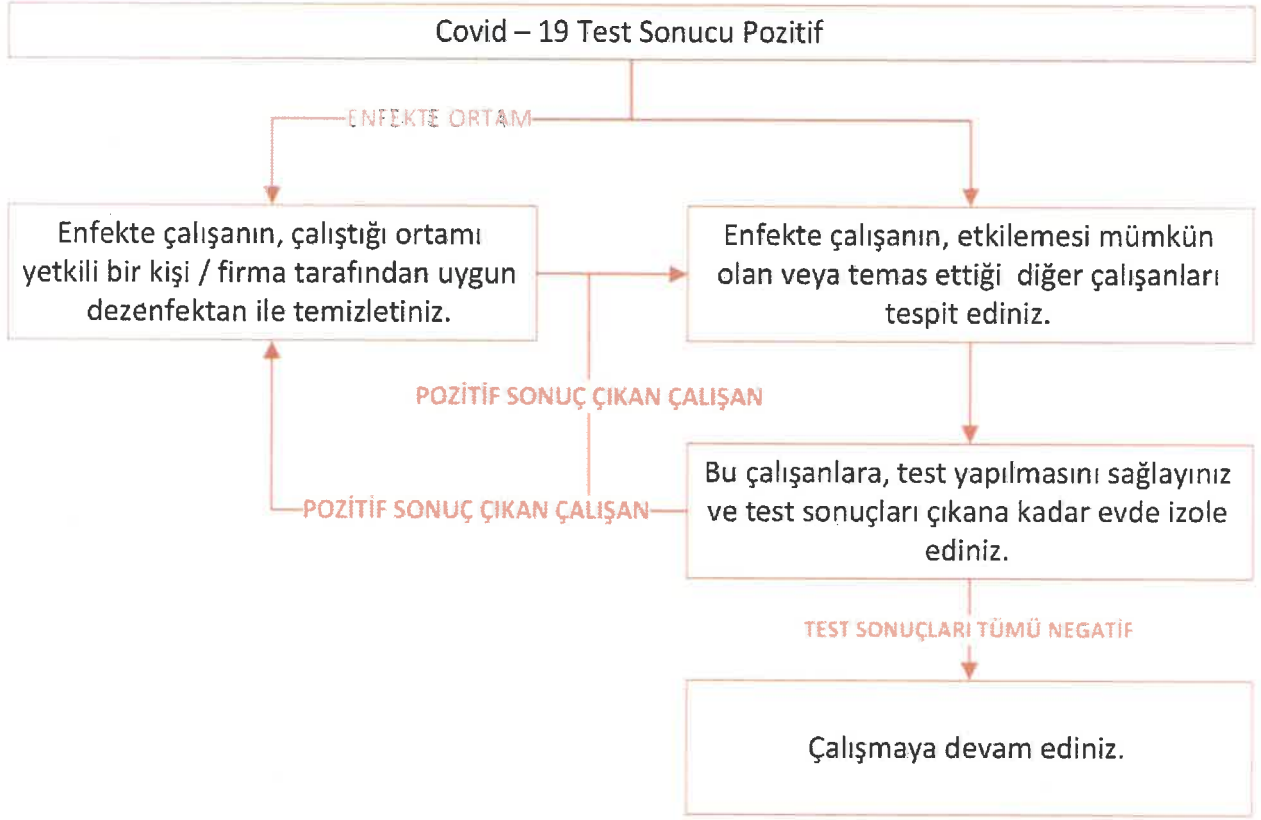 Covid – 19 Test Sonucu Pozitif
ENFEKTE ORTAM
Enfekte çalışanın, çalıştığı ortamı
yetkili bir kişi / firma tarafından uygun
dezenfektan ile temizletiniz.
Enfekte çalışanın, etkilemesi mümkün
olan veya temas ettiği diğer çalışanları
tespit ediniz.
POZİTİF SONUÇ ÇIKAN ÇALIŞAN
POZİTİF SONUÇ ÇIKAN ÇALIŞAN
Bu çalışanlara, test yapılmasını sağlayınız
ve test sonuçları çıkana kadar evde izole
ediniz.
TEST SONUÇLARI TÜMÜ NEGATİF
Çalışmaya devam ediniz.